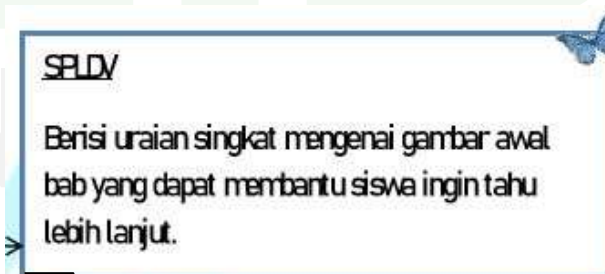 SPLDV
Berisi uraian singkat mengenai gambar awal
bab yang dapat membantu siswa ingin tahu
lebih lanjut.